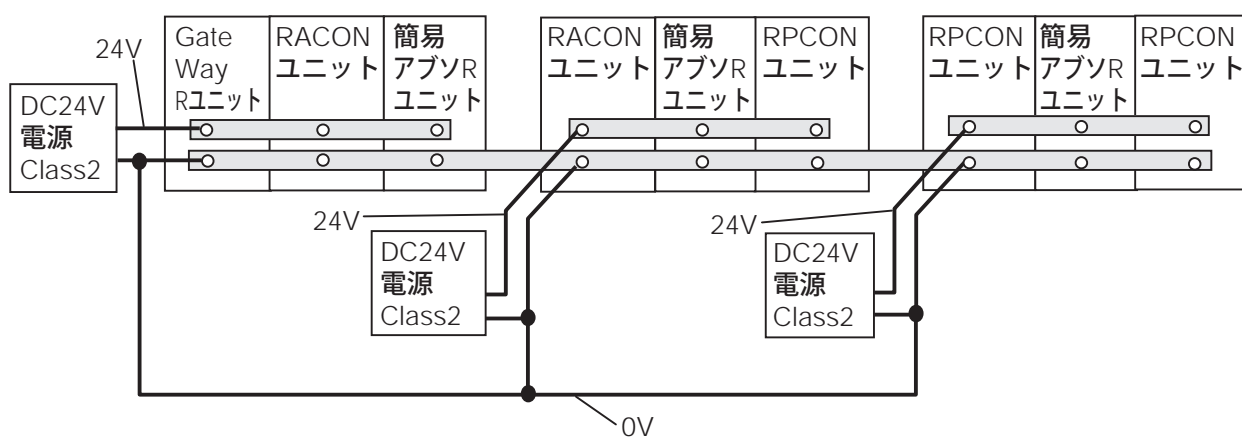 24V
DC24V
電源
Class2
Gate
Way
Rユニット
RACON
ユニット
簡易
アブソR
ユニット
RACON
ユニット
簡易
アブソR
ユニット
RPCON
ユニット
RPCON
ユニット
簡易
アブソR
ユニット
RPCON
ユニット
24V
DC24V
電源
Class2
24V
DC24V
電源
Class2
0V